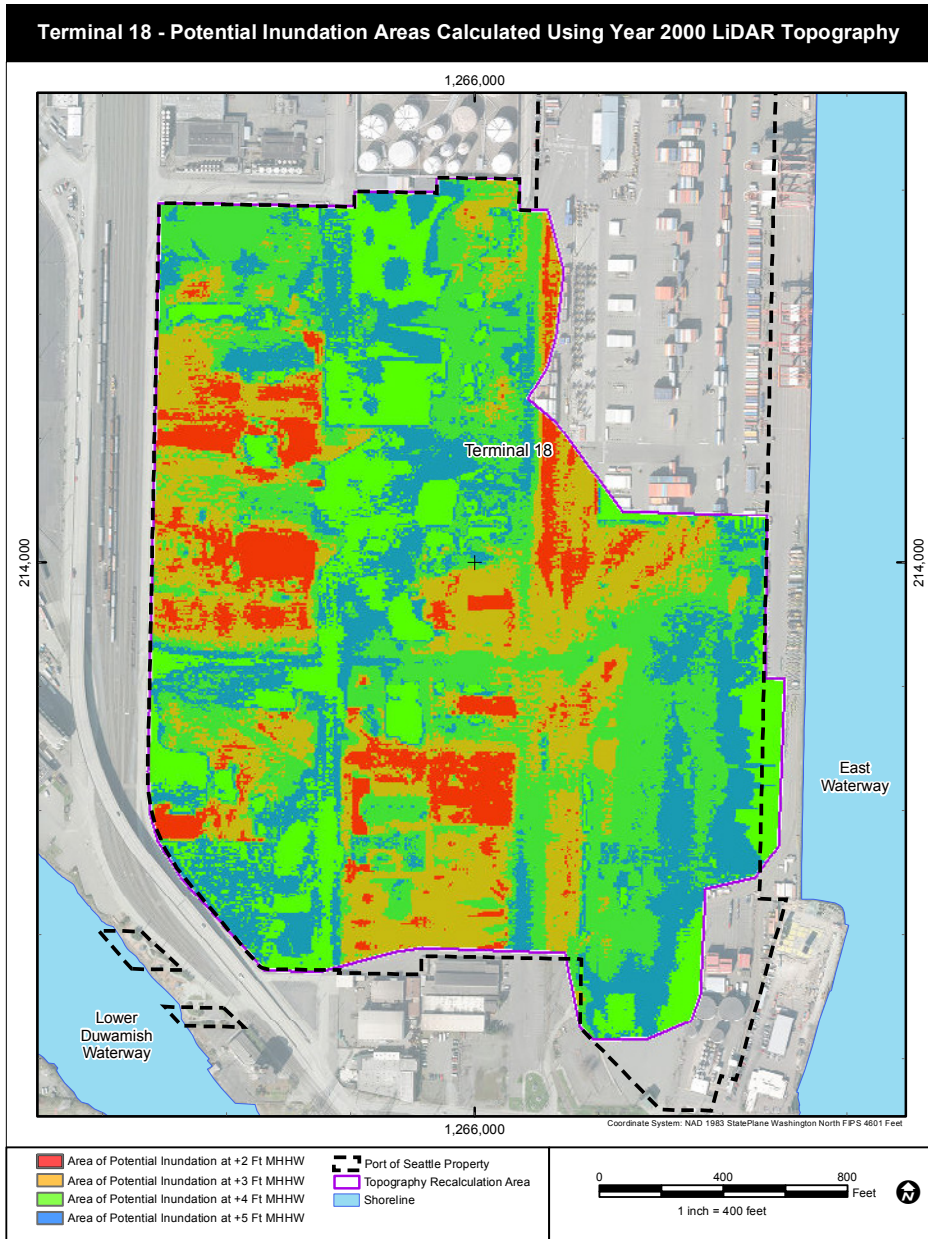 Terminal 18 - Potential Inundation Areas Calculated Using Year 2000 LiDAR Topography
1,266,000
214,000
214,000
Terminal 18
East
Waterway
Lower
Duwamish
Waterway
1,266,000
Coordinate System: NAD 1983 StatePlane Washington North FIPS 4601 Feet
Area of Potential Inundation at +2 Ft MHHW
Area of Potential Inundation at +3 Ft MHHW
Area of Potential Inundation at +4 Ft MHHW
Area of Potential Inundation at +5 Ft MHHW
Port of Seattle Property
Topography Recalculation Area
Shoreline
0 400 800
Feet
1 inch = 400 feet
N